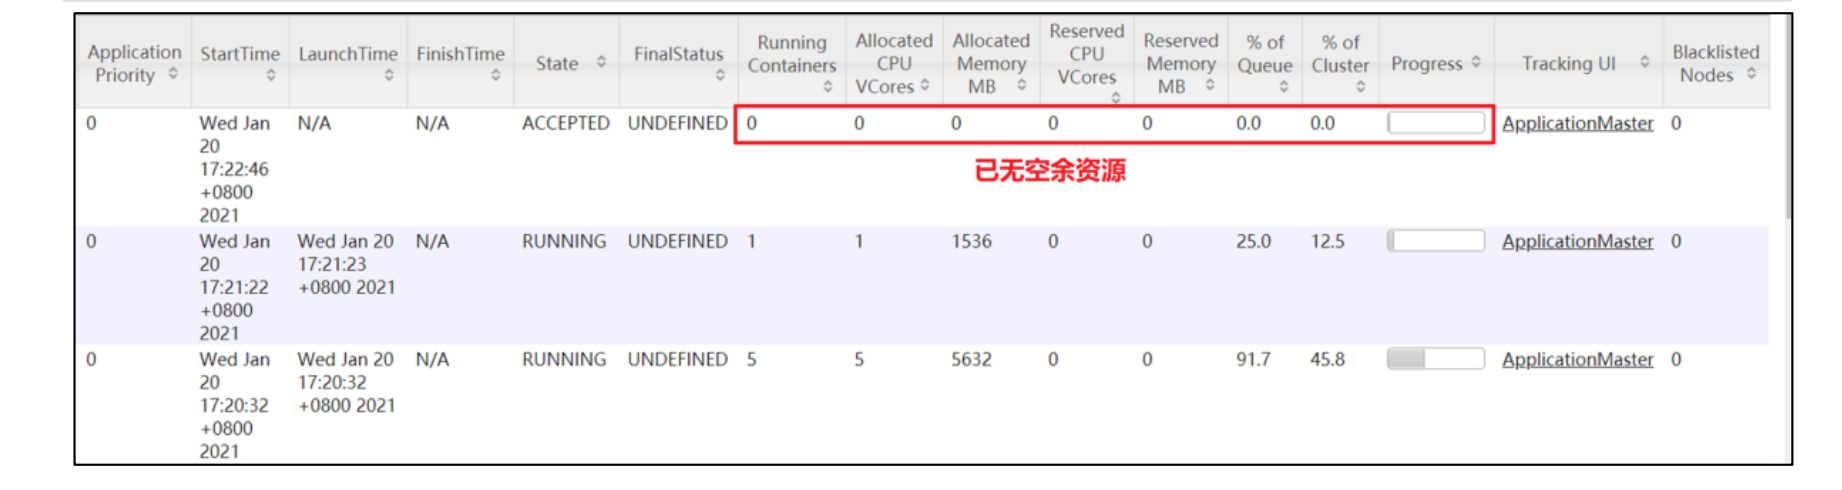 Application Priority StartTime LaunchTime FinishTime State FinalStatus Running Containers Allocated CPU VCores Allocated Memory MB Reserved CPU VCores Reserved Memory MB % of Queue % of Cluster Progress Tracking UI Blacklisted Nodes
0 Wed Jan 20 17:22:46 +0800 2021 N/A N/A ACCEPTED UNDEFINED 0 0 0 0 0 0.0 0.0 ApplicationMaster 0
已无空余资源
0 Wed Jan 20 17:21:22 +0800 2021 Wed Jan 20 17:21:23 +0800 2021 N/A RUNNING UNDEFINED 1 1 1536 0 0 25.0 12.5 ApplicationMaster 0
0 Wed Jan 20 17:20:32 +0800 2021 Wed Jan 20 17:20:32 +0800 2021 N/A RUNNING UNDEFINED 5 5 5632 0 0 91.7 45.8 ApplicationMaster 0